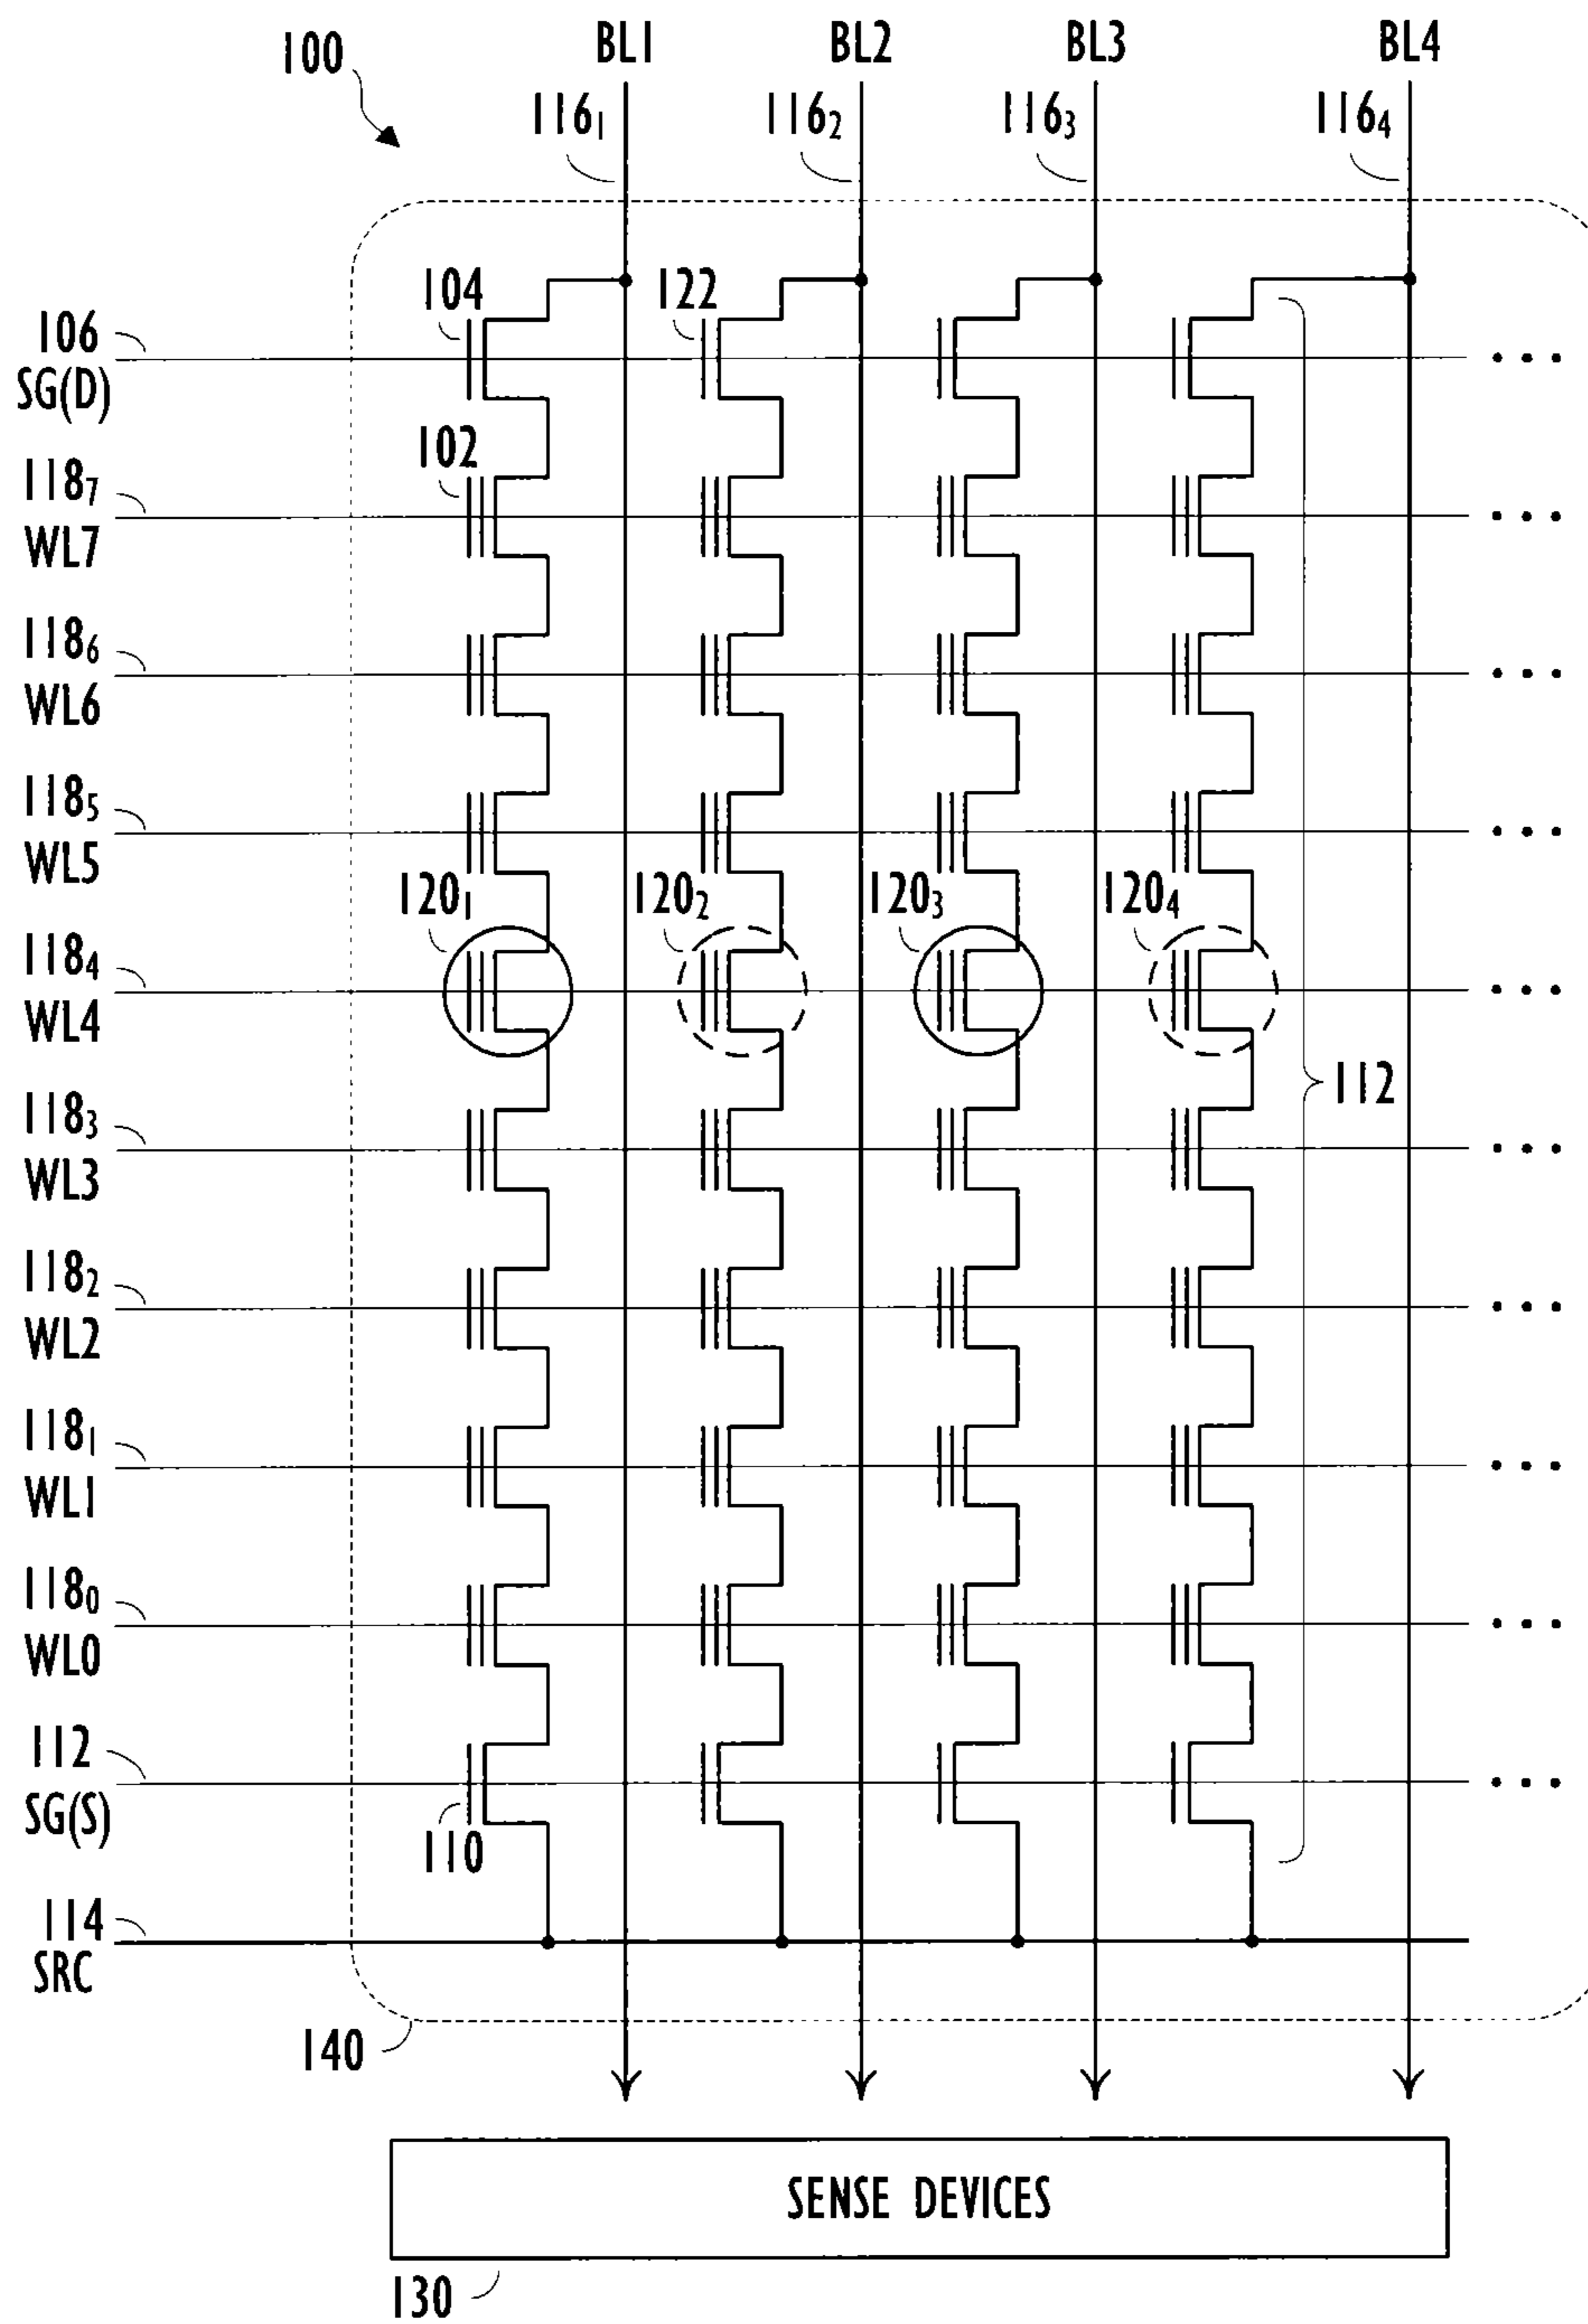 100
BL1 BL2 BL3 BL4
116₁ 116₂ 116₃ 116₄
104 122
106
SG(D)
102
118₇
WL7
118₆
WL6
118₅
WL5
120₁ 120₂ 120₃ 120₄
118₄
WL4
112
118₃
WL3
118₂
WL2
118₁
WL1
118₀
WL0
112
SG(S)
110
114
SRC
140
SENSE DEVICES
130